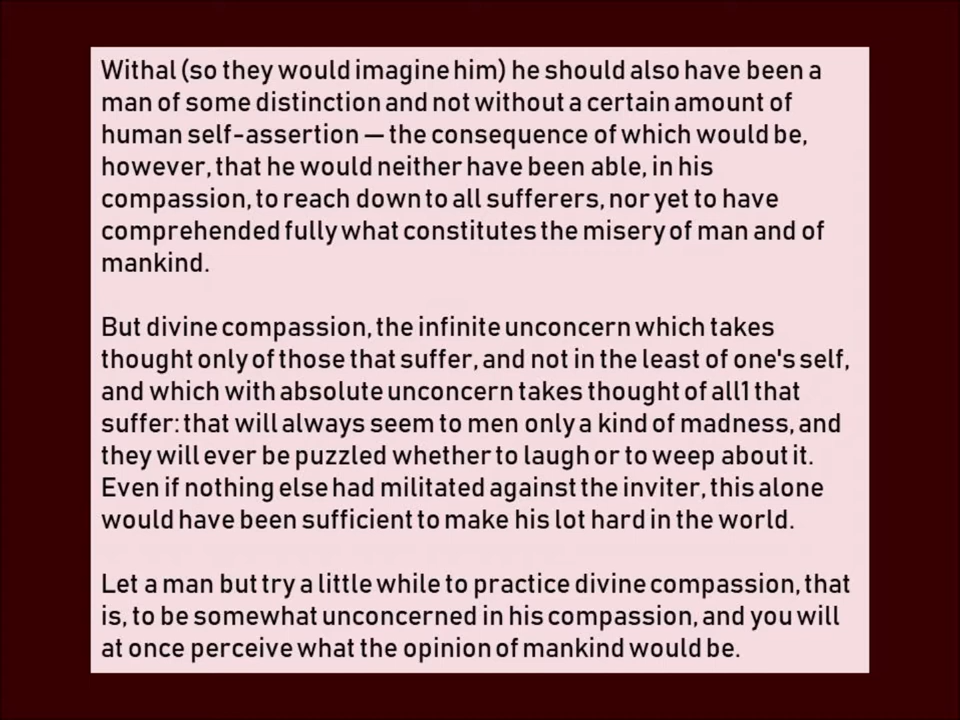 Withal (so they would imagine him) he should also have been a
man of some distinction and not without a certain amount of
human self-assertion — the consequence of which would be,
however, that he would neither have been able, in his
compassion, to reach down to all sufferers, nor yet to have
comprehended fully what constitutes the misery of man and of
mankind.
But divine compassion, the infinite unconcern which takes
thought only of those that suffer, and not in the least of one's self,
and which with absolute unconcern takes thought of all1 that
suffer: that will always seem to men only a kind of madness, and
they will ever be puzzled whether to laugh or to weep about it.
Even if nothing else had militated against the inviter, this alone
would have been sufficient to make his lot hard in the world.
Let a man but try a little while to practice divine compassion, that
is, to be somewhat unconcerned in his compassion, and you will
at once perceive what the opinion of mankind would be.